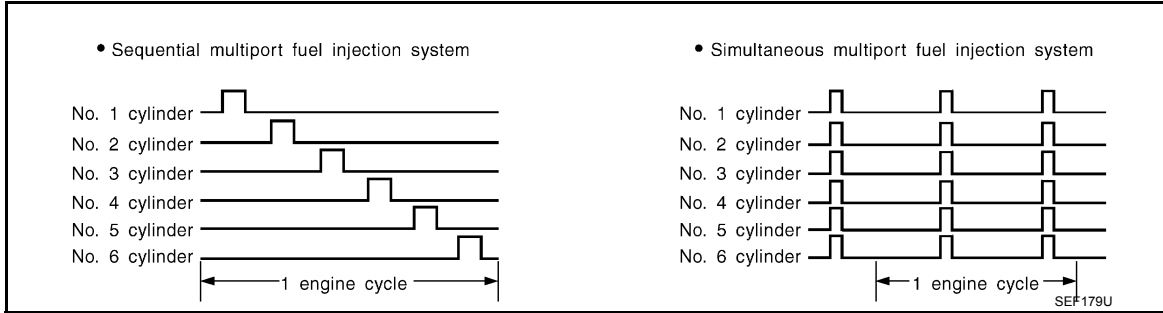 • Sequential multiport fuel injection system
No. 1 cylinder
No. 2 cylinder
No. 3 cylinder
No. 4 cylinder
No. 5 cylinder
No. 6 cylinder
1 engine cycle
• Simultaneous multiport fuel injection system
No. 1 cylinder
No. 2 cylinder
No. 3 cylinder
No. 4 cylinder
No. 5 cylinder
No. 6 cylinder
1 engine cycle
SEF179U